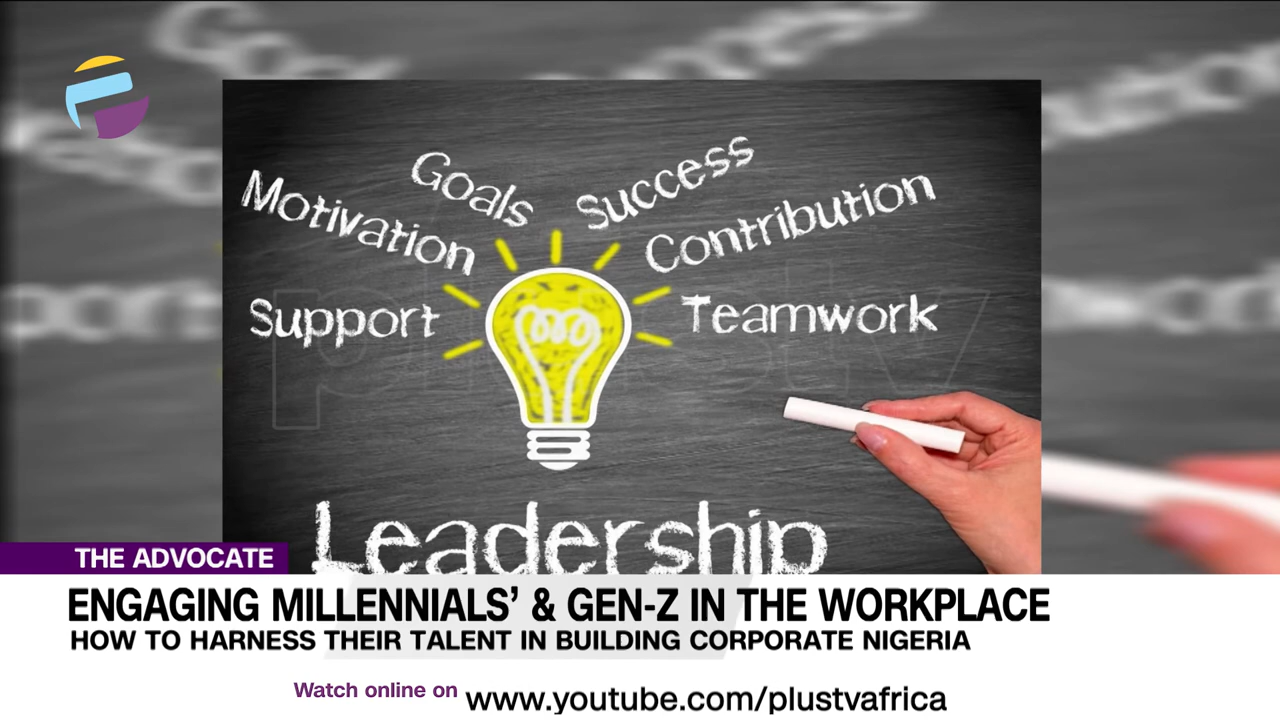 Goals
Success
Motivation
Contribution
Support
Teamwork
plustv
Leadership
THE ADVOCATE
ENGAGING MILLENNIALS’ & GEN-Z IN THE WORKPLACE
HOW TO HARNESS THEIR TALENT IN BUILDING CORPORATE NIGERIA
Watch online on www.youtube.com/plustvafrica